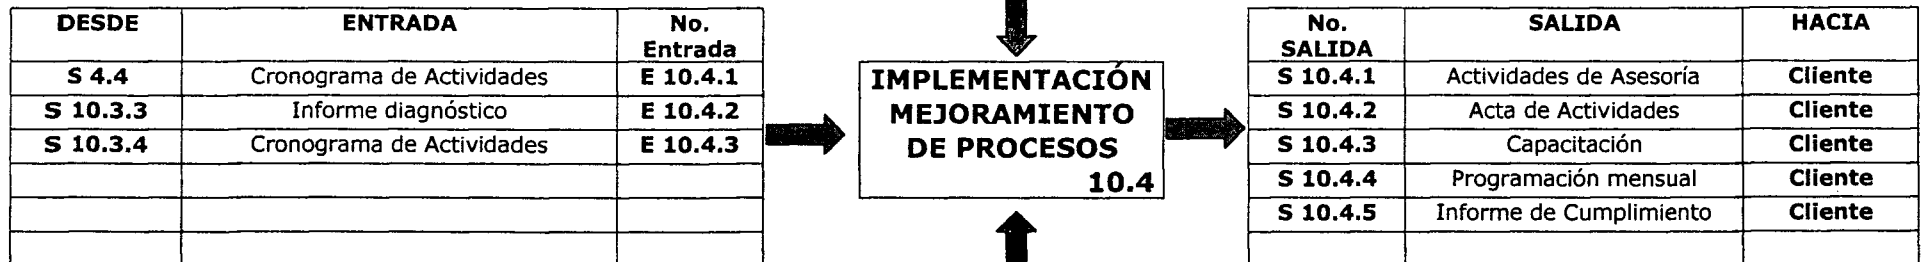 DESDE ENTRADA No. Entrada
S 4.4 Cronograma de Actividades E 10.4.1
S 10.3.3 Informe diagnóstico E 10.4.2
S 10.3.4 Cronograma de Actividades E 10.4.3
IMPLEMENTACIÓN
MEJORAMIENTO
DE PROCESOS
10.4
No. SALIDA SALIDA HACIA
S 10.4.1 Actividades de Asesoría Cliente
S 10.4.2 Acta de Actividades Cliente
S 10.4.3 Capacitación Cliente
S 10.4.4 Programación mensual Cliente
S 10.4.5 Informe de Cumplimiento Cliente